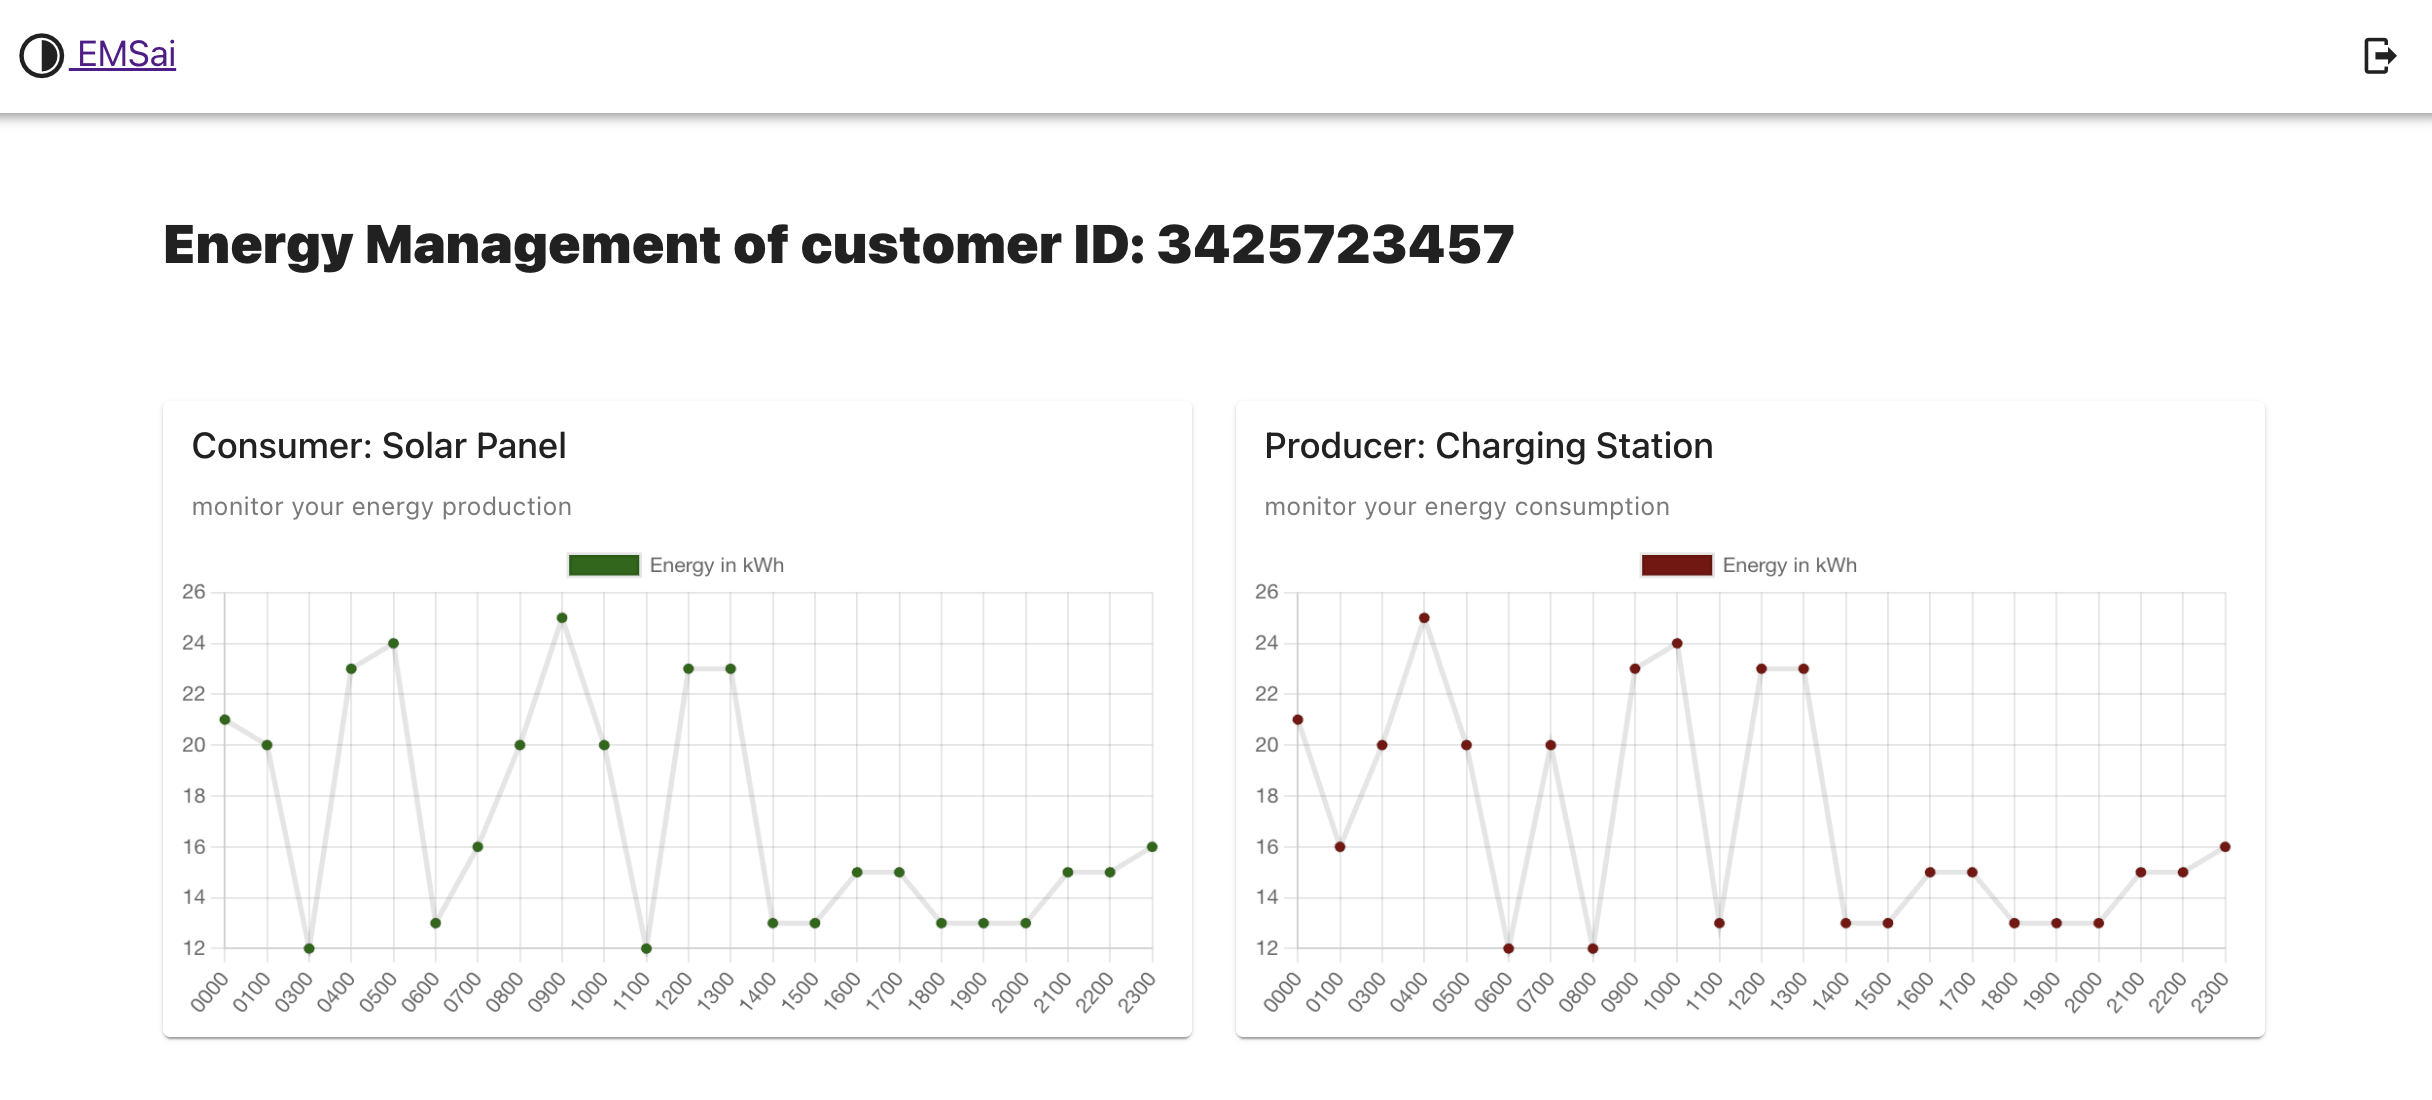 EMSai
Energy Management of customer ID: 3425723457
Consumer: Solar Panel
monitor your energy production
Energy in kWh
26
24
22
20
18
16
14
12
0000 0100 0300 0400 0500 0600 0700 0800 0900 1000 1100 1200 1300 1400 1500 1600 1700 1800 1900 2000 2100 2200 2300
Producer: Charging Station
monitor your energy consumption
Energy in kWh
26
24
22
20
18
16
14
12
0000 0100 0300 0400 0500 0600 0700 0800 0900 1000 1100 1200 1300 1400 1500 1600 1700 1800 1900 2000 2100 2200 2300